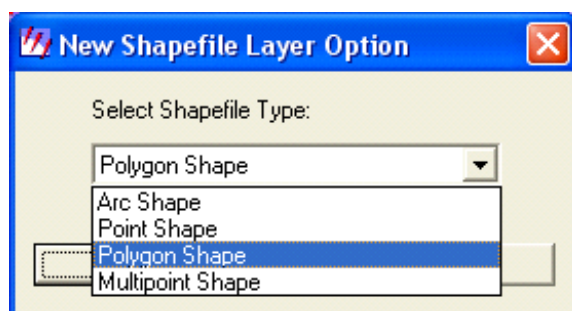 New Shapefile Layer Option
Select Shapefile Type:
Polygon Shape
Arc Shape
Point Shape
Polygon Shape
Multipoint Shape